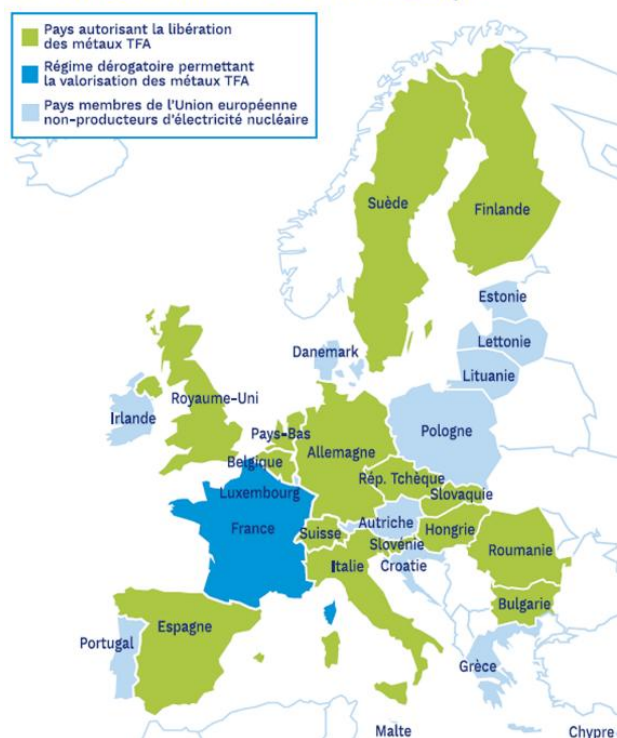 Pays autorisant la libération
des métaux TFA
Régime dérogatoire permettant
la valorisation des métaux TFA
Pays membres de l'Union européenne
non-producteurs d'électricité nucléaire
Suède
Finlande
Estonie
Lettonie
Danemark
Lituanie
Royaume-Uni
Irlande
Pays-Bas
Pologne
Allemagne
Belgique
Rép. Tchèque
Luxembourg
Slovaquie
Autriche
France
Suisse
Hongrie
Slovénie
Roumanie
Italie
Croatie
Bulgarie
Espagne
Portugal
Grèce
Malte
Chypre